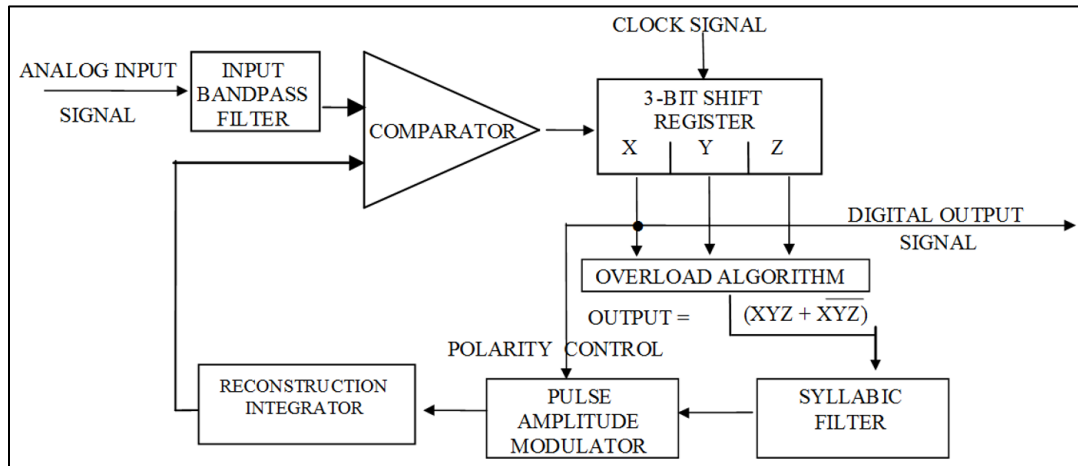 CLOCK SIGNAL
ANALOG INPUT
SIGNAL
INPUT
BANDPASS
FILTER
COMPARATOR
3-BIT SHIFT
REGISTER
X Y Z
DIGITAL OUTPUT
SIGNAL
OVERLOAD ALGORITHM
OUTPUT = (XYZ + X̅Y̅Z̅)
POLARITY CONTROL
RECONSTRUCTION
INTEGRATOR
PULSE
AMPLITUDE
MODULATOR
SYLLABIC
FILTER